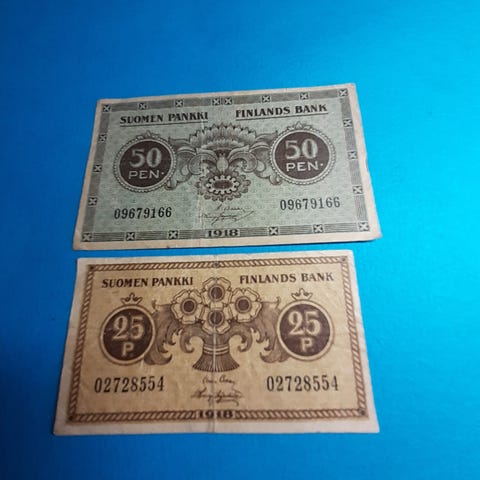 SUOMEN PANKKI FINLANDS BANK
50 PEN· 50 PEN·
09679166 09679166
1918
SUOMEN PANKKI FINLANDS BANK
25 P 25 P
02728554 02728554
1918